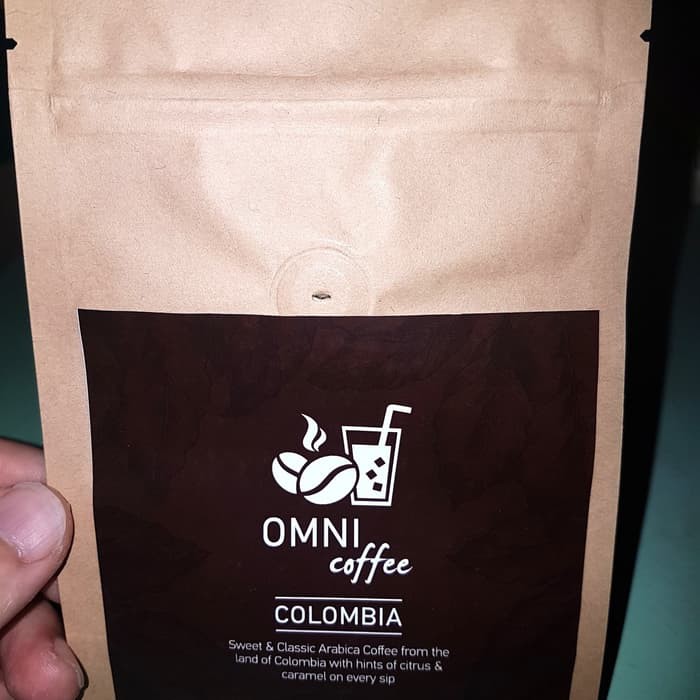 OMNI
coffee
COLOMBIA
Sweet & Classic Arabica Coffee from the
land of Colombia with hints of citrus &
caramel on every sip